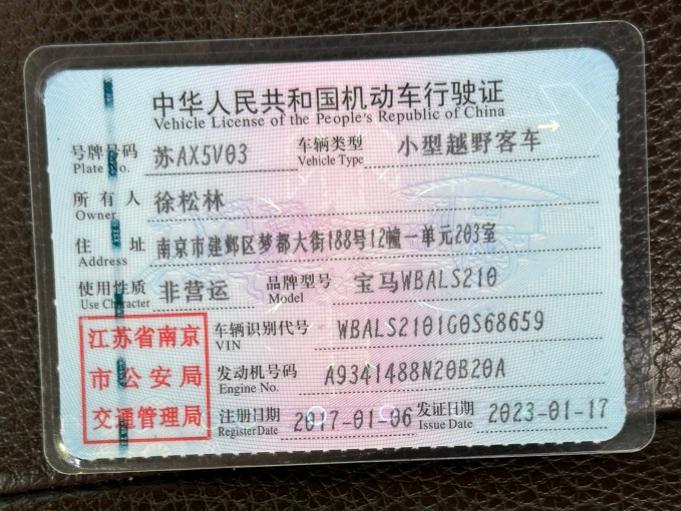 中华人民共和国机动车行驶证
Vehicle License of the People's Republic of China
号牌号码 苏AX5V03 车辆类型 小型越野客车
Plate No. Vehicle Type
所有人 徐松林
Owner
住址 南京市建邺区梦都大街188号12幢一单元203室
Address
使用性质 非营运 品牌型号 宝马WBALS210
Use Character Model
江苏省南京
市公安局
交通管理局
车辆识别代号 WBALS2101G0S68659
VIN
发动机号码 A9341488N20B20A
Engine No.
注册日期 2017-01-06 发证日期 2023-01-17
Register Date Issue Date